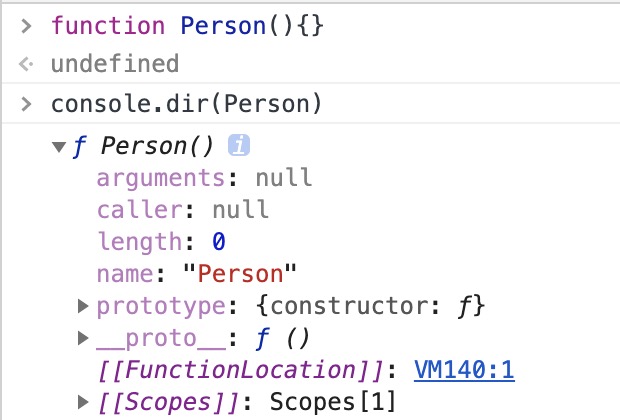 > function Person(){}
<· undefined
> console.dir(Person)
▼ ƒ Person() i
arguments: null
caller: null
length: 0
name: "Person"
▶ prototype: {constructor: ƒ}
▶ __proto__: ƒ ()
[[FunctionLocation]]: VM140:1
▶ [[Scopes]]: Scopes[1]